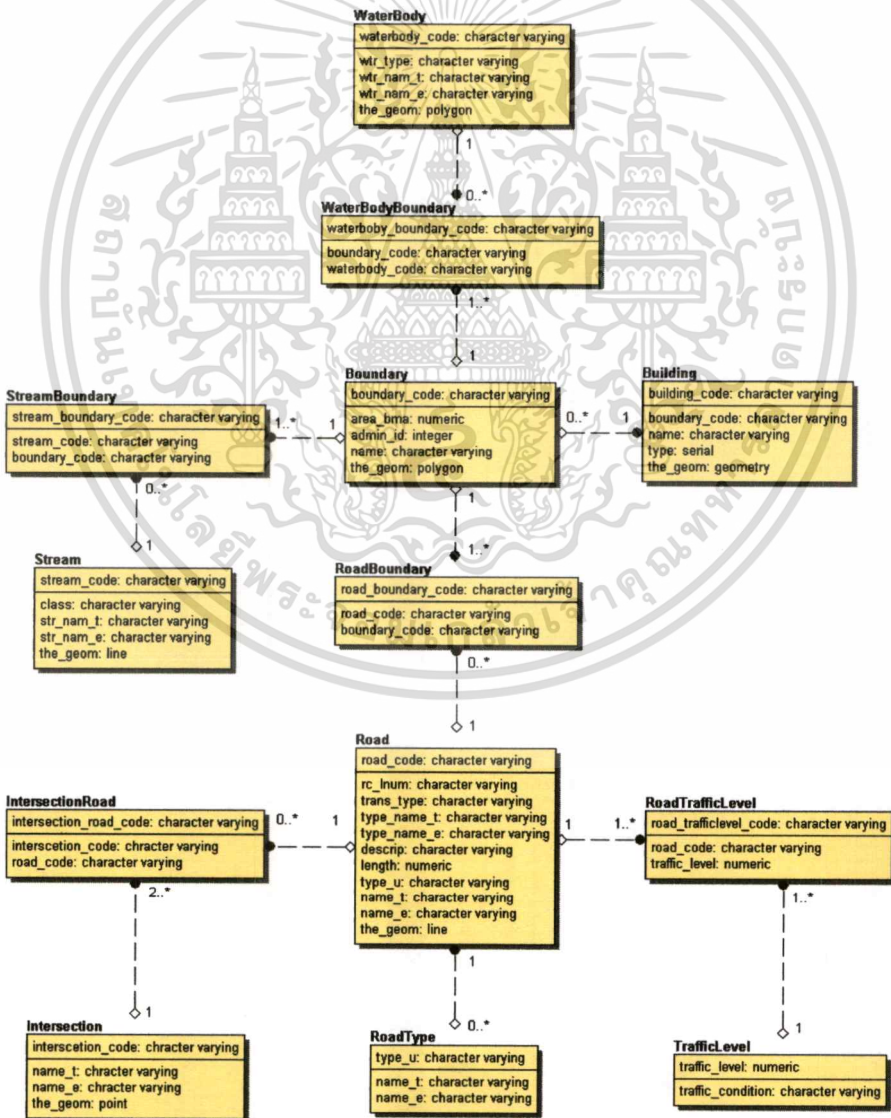 WaterBody
waterbody_code: character varying
wtr_type: character varying
wtr_nam_t: character varying
wtr_nam_e: character varying
the_geom: polygon
1
0..*
WaterBodyBoundary
waterboby_boundary_code: character varying
boundary_code: character varying
waterbody_code: character varying
1..*
1
StreamBoundary
stream_boundary_code: character varying
stream_code: character varying
boundary_code: character varying
1..*
1
Boundary
boundary_code: character varying
area_bma: numeric
admin_id: integer
name: character varying
the_geom: polygon
0..*
1
Building
building_code: character varying
boundary_code: character varying
name: character varying
type: serial
the_geom: geometry
0..*
1
Stream
stream_code: character varying
class: character varying
str_nam_t: character varying
str_nam_e: character varying
the_geom: line
1
1..*
RoadBoundary
road_boundary_code: character varying
road_code: character varying
boundary_code: character varying
0..*
1
Road
road_code: character varying
rc_lnum: character varying
trans_type: character varying
type_name_t: character varying
type_name_e: character varying
descrip: character varying
length: numeric
type_u: character varying
name_t: character varying
name_e: character varying
the_geom: line
IntersectionRoad
intersection_road_code: character varying
interscetion_code: chracter varying
road_code: character varying
0..*
1
1
1..*
RoadTrafficLevel
road_trafficlevel_code: character varying
road_code: character varying
traffic_level: numeric
2..*
1
Intersection
interscetion_code: chracter varying
name_t: chracter varying
name_e: chracter varying
the_geom: point
1
0..*
RoadType
type_u: character varying
name_t: character varying
name_e: character varying
1..*
1
TrafficLevel
traffic_level: numeric
traffic_condition: character varying